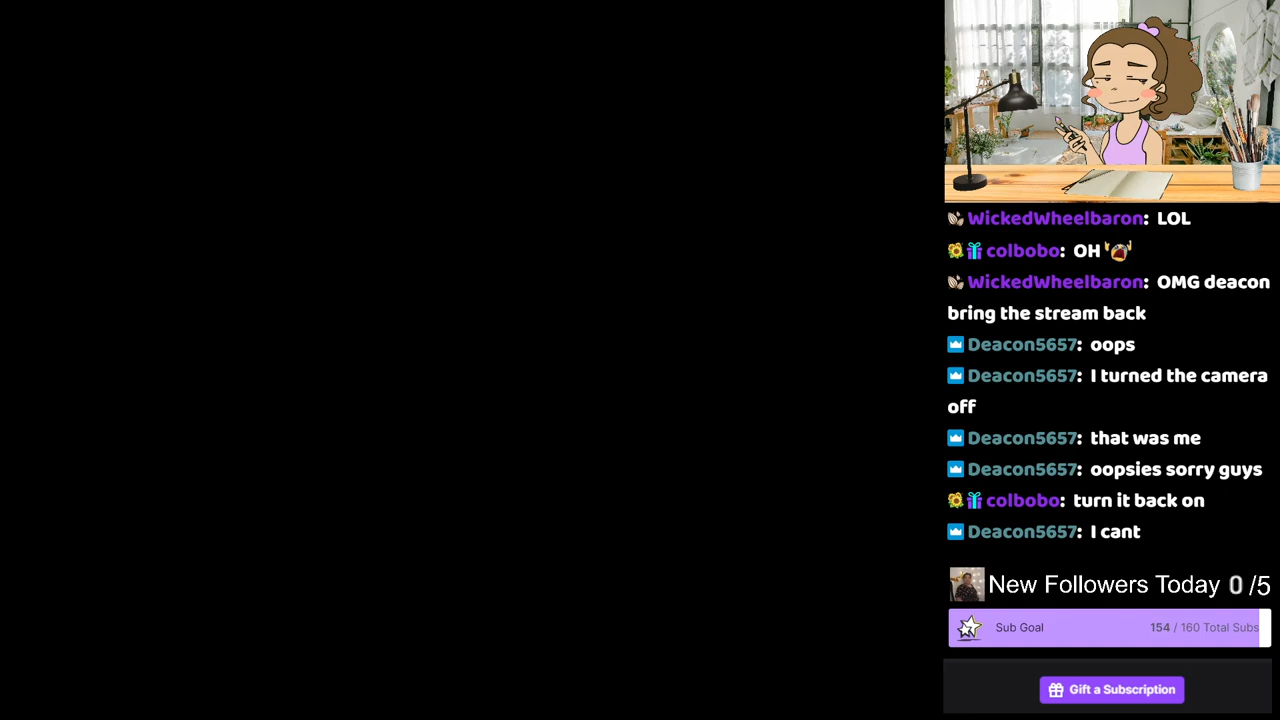 WickedWheelbaron: LOL
colbobo: OH
WickedWheelbaron: OMG deacon
bring the stream back
Deacon5657: oops
Deacon5657: I turned the camera
off
Deacon5657: that was me
Deacon5657: oopsies sorry guys
colbobo: turn it back on
Deacon5657: I cant
New Followers Today 0 /5
Sub Goal 154 / 160 Total Subs
Gift a Subscription